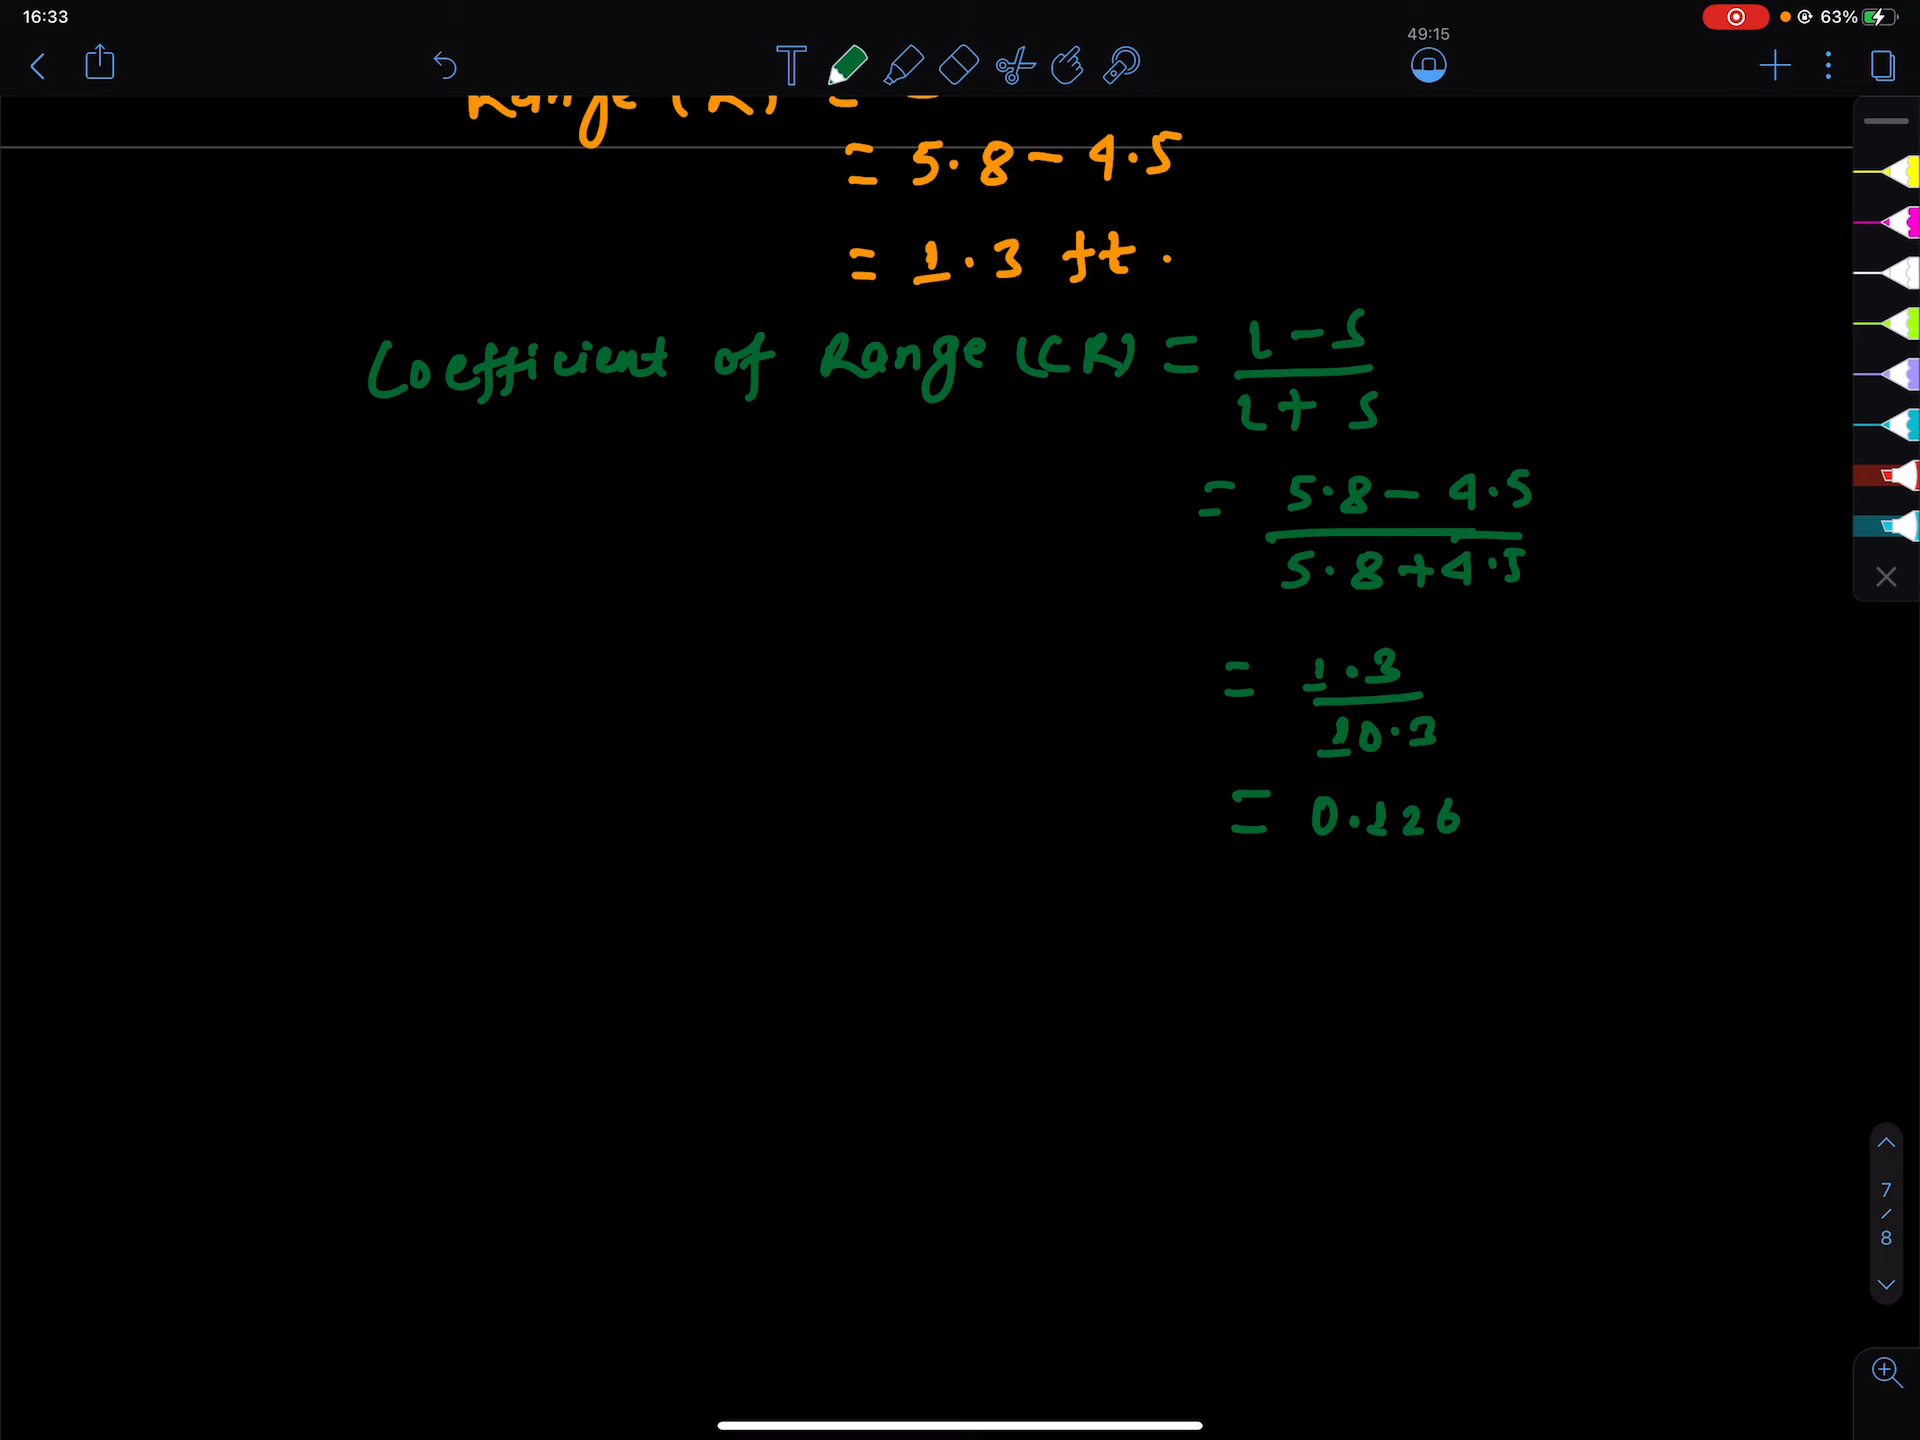 16:33
63%
49:15
Range (R) =
= 5.8 - 4.5
= 1.3 ft.
Coefficient of Range (CR) = L - S
L + S
= 5.8 - 4.5
5.8 + 4.5
= 1.3
10.3
= 0.126
7
/
8